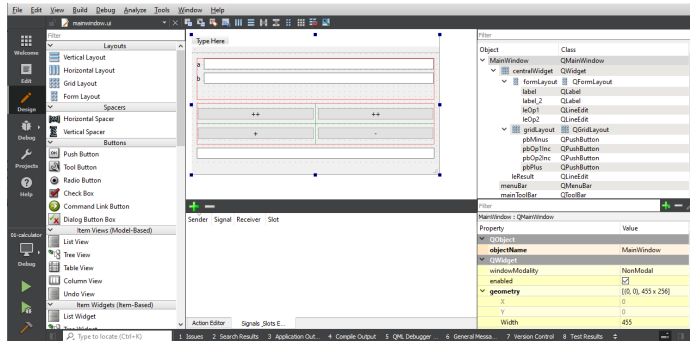 File Edit View Build Debug Analyze Tools Window Help
mainwindow.ui
Welcome
Edit
Design
Debug
Projects
Help
01-calculator
Debug
Filter
Layouts
Vertical Layout
Horizontal Layout
Grid Layout
Form Layout
Spacers
Horizontal Spacer
Vertical Spacer
Buttons
Push Button
Tool Button
Radio Button
Check Box
Command Link Button
Dialog Button Box
Item Views (Model-Based)
List View
Tree View
Table View
Column View
Undo View
Item Widgets (Item-Based)
List Widget
Tree Widget
Type Here
a
b
++ ++
+ -
Sender Signal Receiver Slot
Action Editor Signals_Slots E...
Filter
Object Class
MainWindow QMainWindow
centralWidget QWidget
formLayout QFormLayout
label QLabel
label_2 QLabel
leOp1 QLineEdit
leOp2 QLineEdit
gridLayout QGridLayout
pbMinus QPushButton
pbOp1Inc QPushButton
pbOp2Inc QPushButton
pbPlus QPushButton
leResult QLineEdit
menuBar QMenuBar
mainToolBar QToolBar
Filter
MainWindow : QMainWindow
Property Value
QObject
objectName MainWindow
QWidget
windowModality NonModal
enabled
geometry [(0, 0), 455 x 256]
X 0
Y 0
Width 455
Type to locate (Ctrl+K) 1 Issues 2 Search Results 3 Application Out... 4 Compile Output 5 QML Debugger ... 6 General Messa... 7 Version Control 8 Test Results